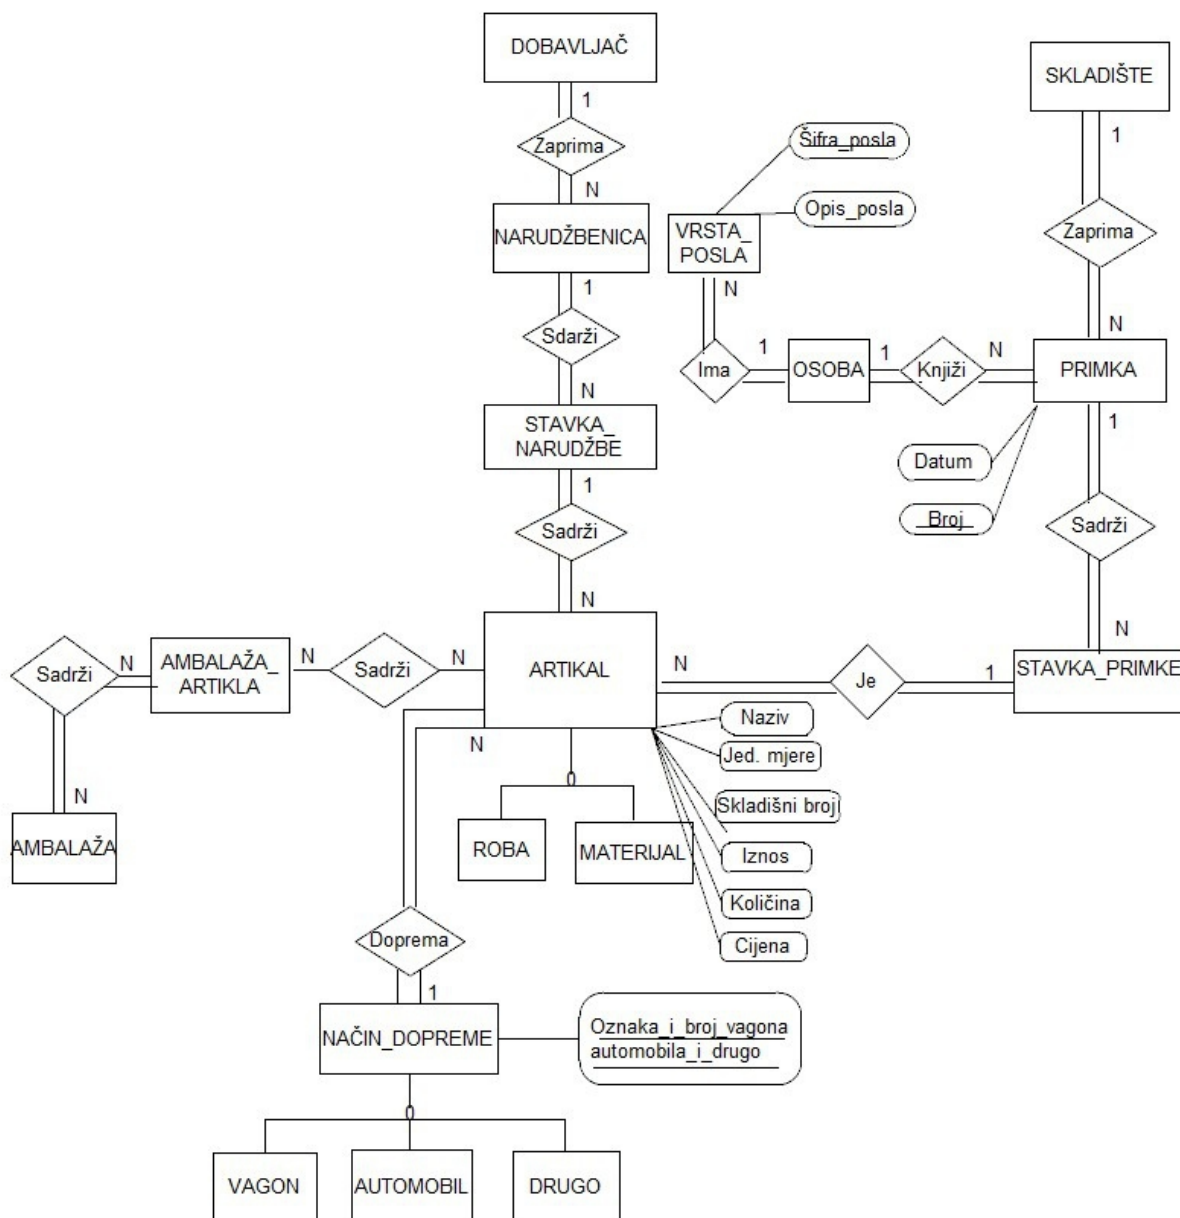 DOBAVLJAČ
SKLADIŠTE
1
1
Zaprima
Šifra_posla
N
Opis_posla
NARUDŽBENICA
VRSTA_
POSLA
Zaprima
1
N
N
Sdarži
Ima
1
OSOBA
1
Knjiži
N
PRIMKA
N
STAVKA_
NARUDŽBE
1
Datum
1
Broj
Sadrži
Sadrži
N
N
Sadrži
N
AMBALAŽA_
ARTIKLA
N
Sadrži
N
ARTIKAL
N
Je
1
STAVKA_PRIMKE
Naziv
N
Jed. mjere
0
N
Skladišni broj
AMBALAŽA
ROBA
MATERIJAL
Iznos
Količina
Doprema
Cijena
1
NAČIN_DOPREME
Oznaka_i_broj_vagona
automobila_i_drugo
0
VAGON
AUTOMOBIL
DRUGO